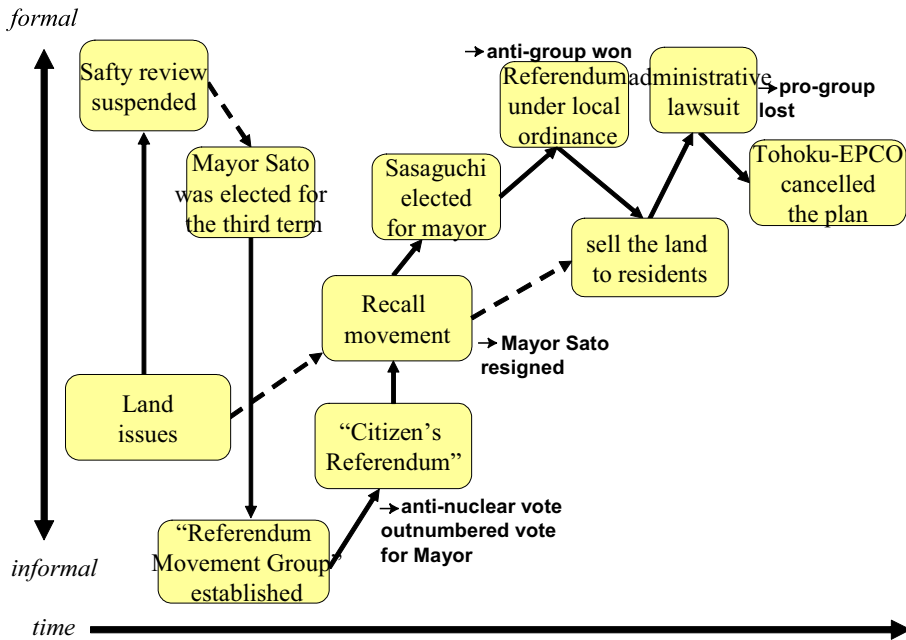 formal
Safty review
suspended
Mayor Sato
was elected for
the third term
Land
issues
“Referendum
Movement Group”
established
“Citizen’s
Referendum”
→ anti-nuclear vote
outnumbered vote
for Mayor
Recall
movement
→ Mayor Sato
resigned
Sasaguchi
elected
for mayor
→ anti-group won
Referendum
under local
ordinance
sell the land
to residents
administrative
lawsuit
→ pro-group
lost
Tohoku-EPCO
cancelled
the plan
informal
time